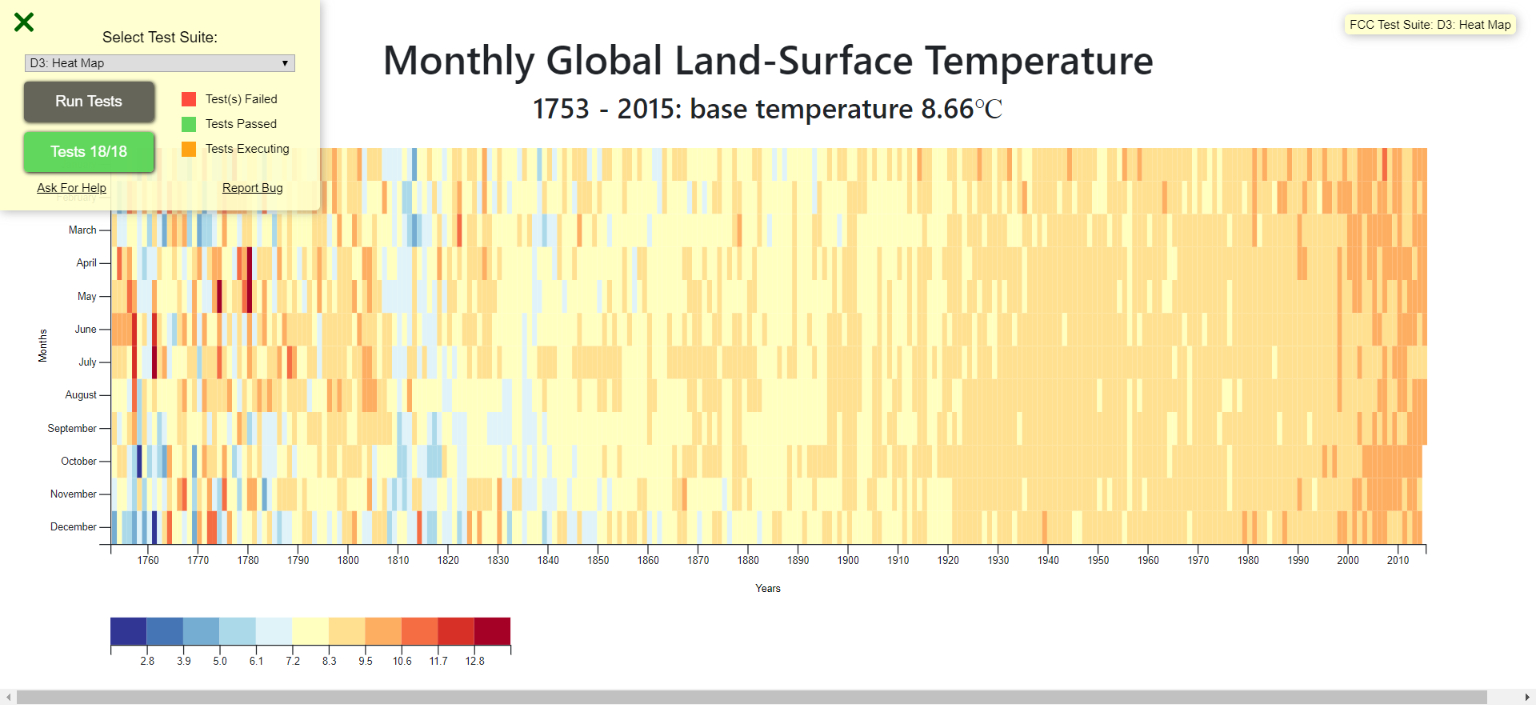 Select Test Suite:
D3: Heat Map
Run Tests
Tests 18/18
Test(s) Failed
Tests Passed
Tests Executing
Ask For Help
Report Bug
FCC Test Suite: D3: Heat Map
Monthly Global Land-Surface Temperature
1753 - 2015: base temperature 8.66℃
February
March
April
May
June
July
August
September
October
November
December
Months
1760 1770 1780 1790 1800 1810 1820 1830 1840 1850 1860 1870 1880 1890 1900 1910 1920 1930 1940 1950 1960 1970 1980 1990 2000 2010
Years
2.8 3.9 5.0 6.1 7.2 8.3 9.5 10.6 11.7 12.8